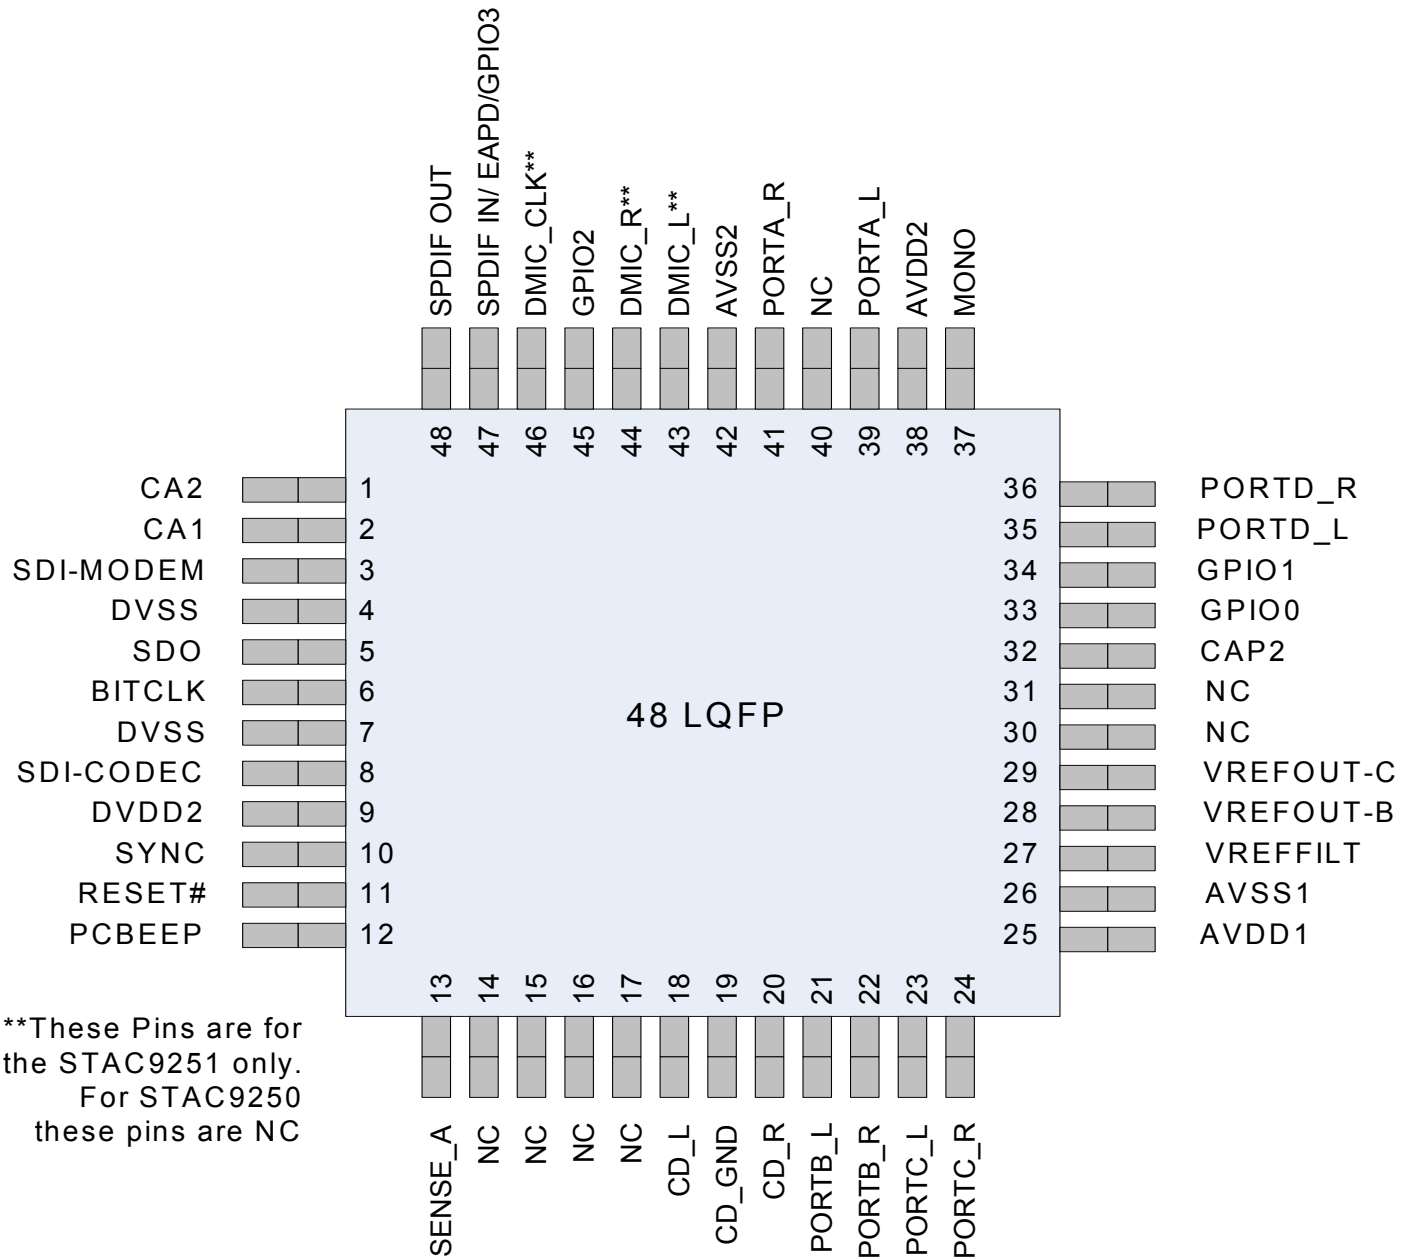 SPDIF OUT
SPDIF IN/ EAPD/GPIO3
DMIC_CLK**
GPIO2
DMIC_R**
DMIC_L**
AVSS2
PORTA_R
NC
PORTA_L
AVDD2
MONO
48
47
46
45
44
43
42
41
40
39
38
37
CA2 1
CA1 2
SDI-MODEM 3
DVSS 4
SDO 5
BITCLK 6
DVSS 7
SDI-CODEC 8
DVDD2 9
SYNC 10
RESET# 11
PCBEEP 12
48 LQFP
36 PORTD_R
35 PORTD_L
34 GPIO1
33 GPIO0
32 CAP2
31 NC
30 NC
29 VREFOUT-C
28 VREFOUT-B
27 VREFFILT
26 AVSS1
25 AVDD1
13
14
15
16
17
18
19
20
21
22
23
24
SENSE_A
NC
NC
NC
NC
CD_L
CD_GND
CD_R
PORTB_L
PORTB_R
PORTC_L
PORTC_R
**These Pins are for
the STAC9251 only.
For STAC9250
these pins are NC